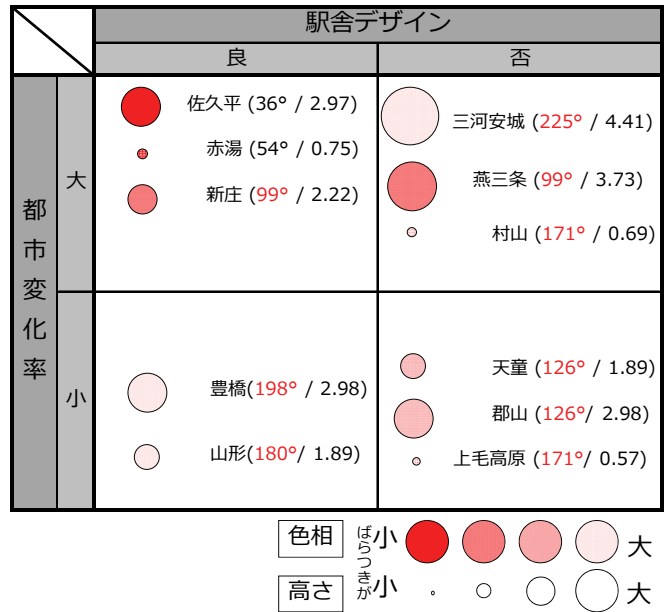 駅舎デザイン
良
否
都市変化率
大
佐久平 (36° / 2.97)
赤湯 (54° / 0.75)
新庄 (99° / 2.22)
三河安城 (225° / 4.41)
燕三条 (99° / 3.73)
村山 (171° / 0.69)
小
豊橋(198° / 2.98)
山形(180°/ 1.89)
天童 (126° / 1.89)
郡山 (126°/ 2.98)
上毛高原 (171°/ 0.57)
ばらつきが
色相 小 大
高さ 小 大